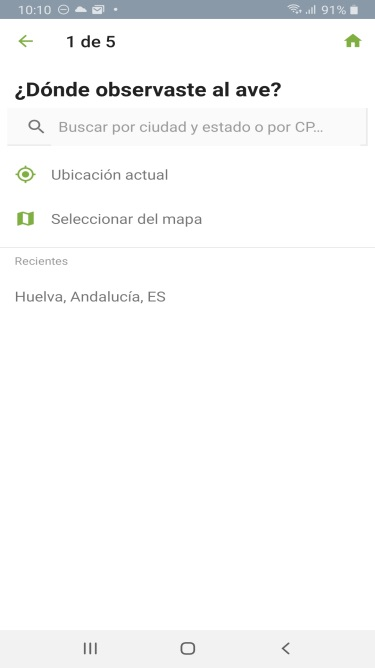 10:10
91%
1 de 5
¿Dónde observaste al ave?
Buscar por ciudad y estado o por CP...
Ubicación actual
Seleccionar del mapa
Recientes
Huelva, Andalucía, ES